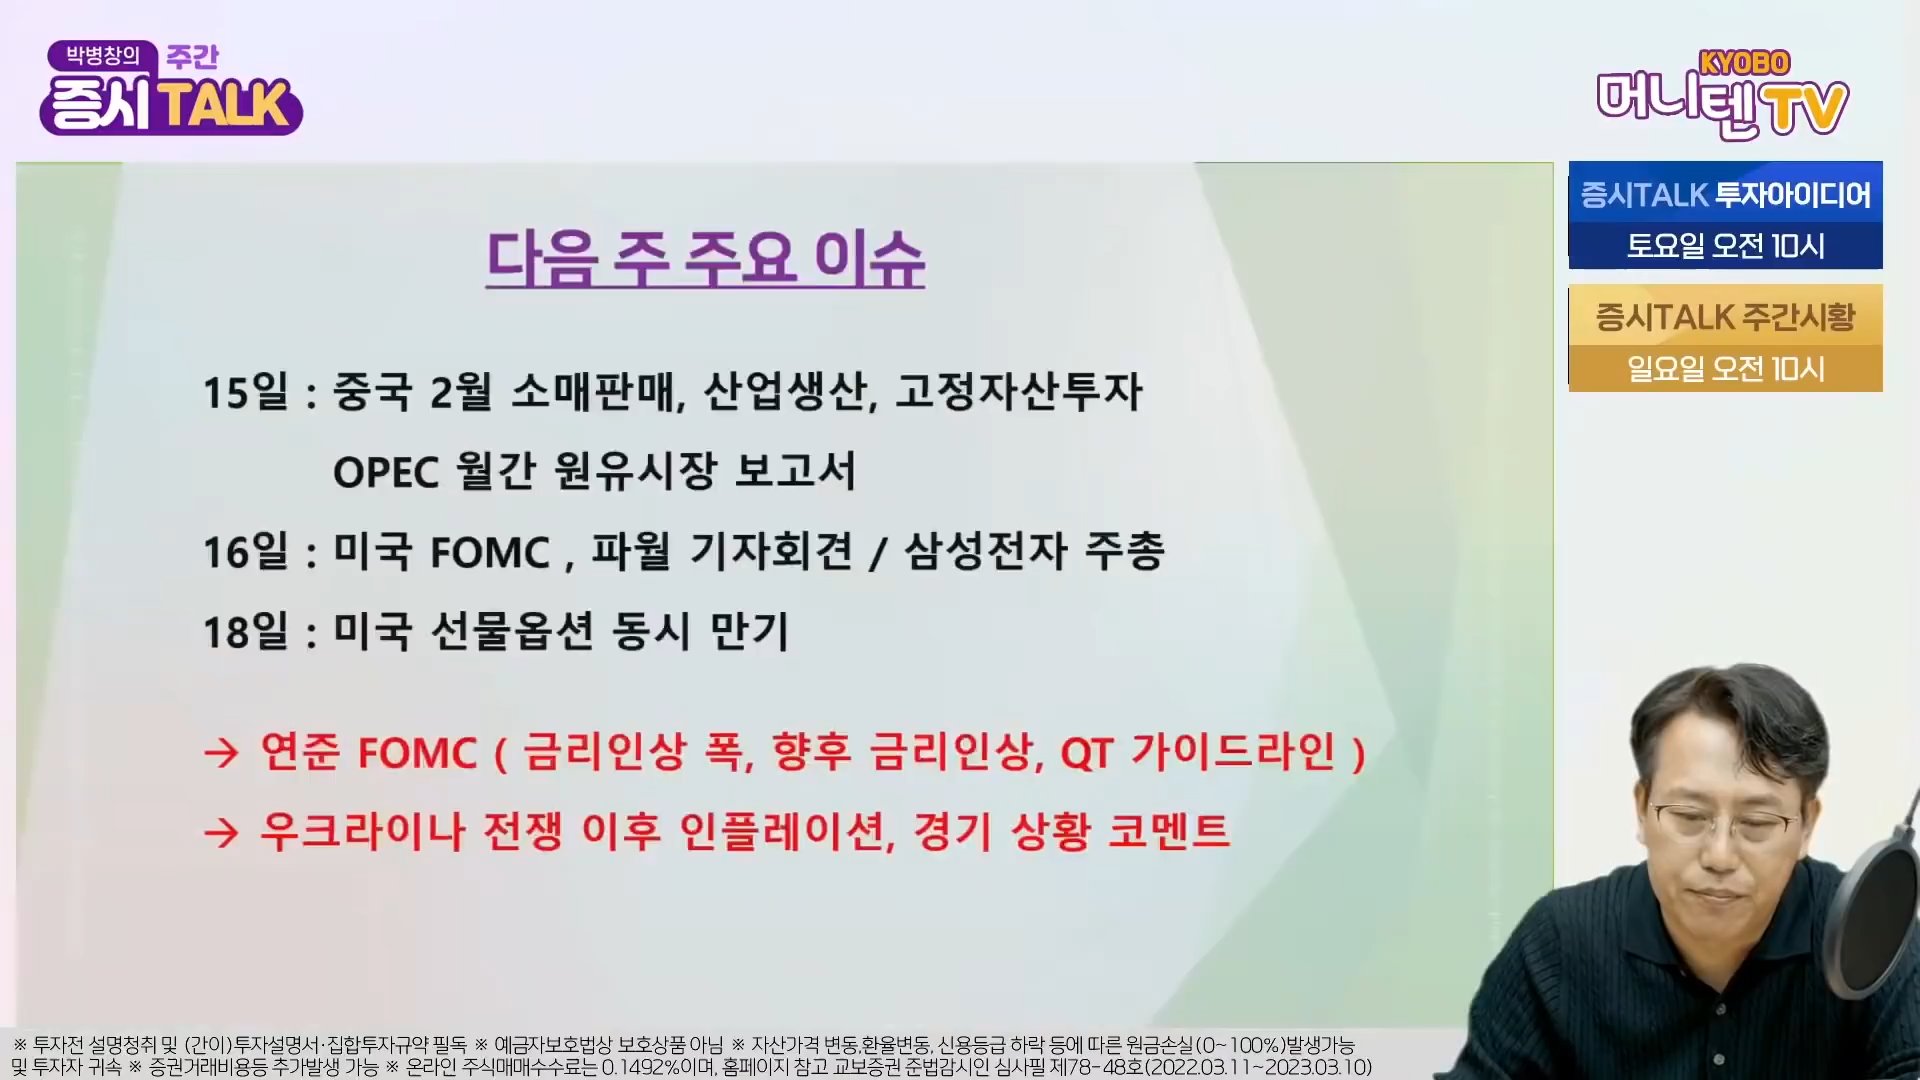 박병창의 주간
증시 TALK
KYOBO
머니텐 TV
증시TALK 투자아이디어
토요일 오전 10시
증시TALK 주간시황
일요일 오전 10시
다음 주 주요 이슈
15일 : 중국 2월 소매판매, 산업생산, 고정자산투자
OPEC 월간 원유시장 보고서
16일 : 미국 FOMC , 파월 기자회견 / 삼성전자 주총
18일 : 미국 선물옵션 동시 만기
→ 연준 FOMC ( 금리인상 폭, 향후 금리인상, QT 가이드라인 )
→ 우크라이나 전쟁 이후 인플레이션, 경기 상황 코멘트
※ 투자전 설명청취 및 (간이)투자설명서·집합투자규약 필독 ※ 예금자보호법상 보호상품 아님 ※ 자산가격 변동,환율변동, 신용등급 하락 등에 따른 원금손실(0~100%)발생가능
및 투자자 귀속 ※ 증권거래비용등 추가발생 가능 ※ 온라인 주식매매수수료는 0.1492%이며, 홈페이지 참고 교보증권 준법감시인 심사필 제78-48호(2022.03.11~2023.03.10)